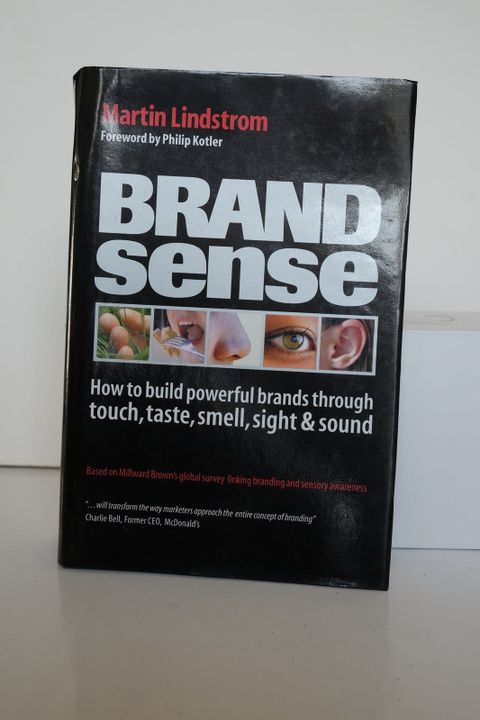 Martin Lindstrom
Foreword by Philip Kotler
BRAND
sense
How to build powerful brands through
touch, taste, smell, sight & sound
Based on Millward Brown's global survey linking branding and sensory awareness
"...will transform the way marketers approach the entire concept of branding"
Charlie Bell, Former CEO, McDonald's